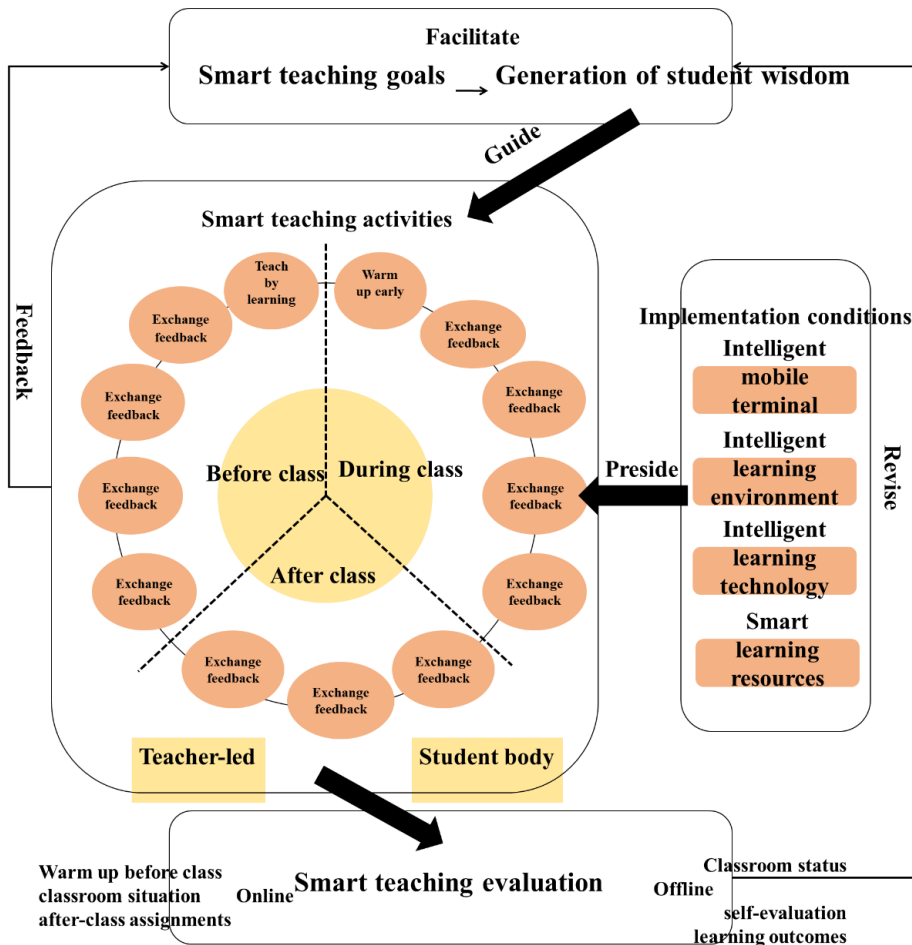 Facilitate
Smart teaching goals
Generation of student wisdom
Guide
Smart teaching activities
Teach
by
learning
Warm
up early
Exchange
feedback
Exchange
feedback
Exchange
feedback
Exchange
feedback
Exchange
feedback
Exchange
feedback
Exchange
feedback
Exchange
feedback
Exchange
feedback
Exchange
feedback
Exchange
feedback
Before class
During class
After class
Feedback
Preside
Implementation conditions
Intelligent
mobile
terminal
Intelligent
learning
environment
Intelligent
learning
technology
Smart
learning
resources
Revise
Teacher-led
Student body
Warm up before class
classroom situation
after-class assignments
Online
Smart teaching evaluation
Offline
Classroom status
self-evaluation
learning outcomes